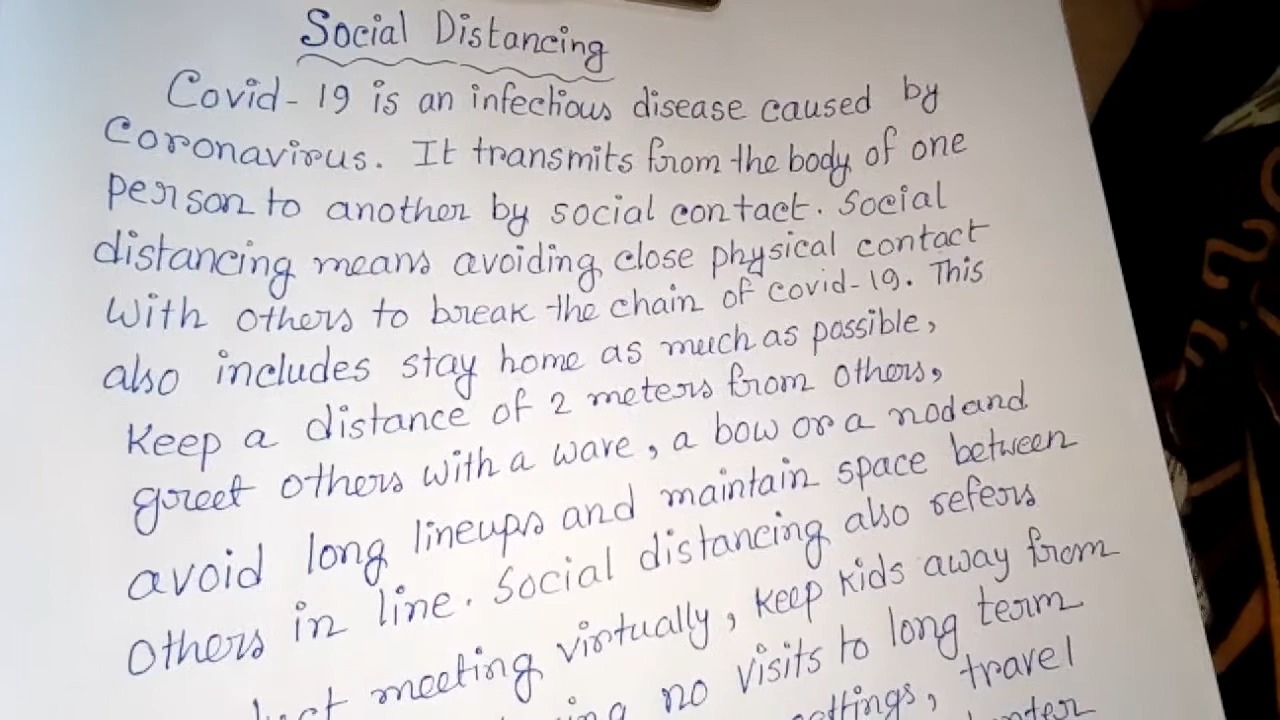 Social Distancing
Covid-19 is an infectious disease caused by
Coronavirus. It transmits from the body of one
person to another by social contact. Social
distancing means avoiding close physical contact
With others to break the chain of covid-19. This
also includes stay home as much as possible,
Keep a distance of 2 meters from others,
greet others with a wave, a bow or a nod and
avoid long lineups and maintain space between
others in line. Social distancing also refers
meeting virtually, keep kids away from
no visits to long term
travel